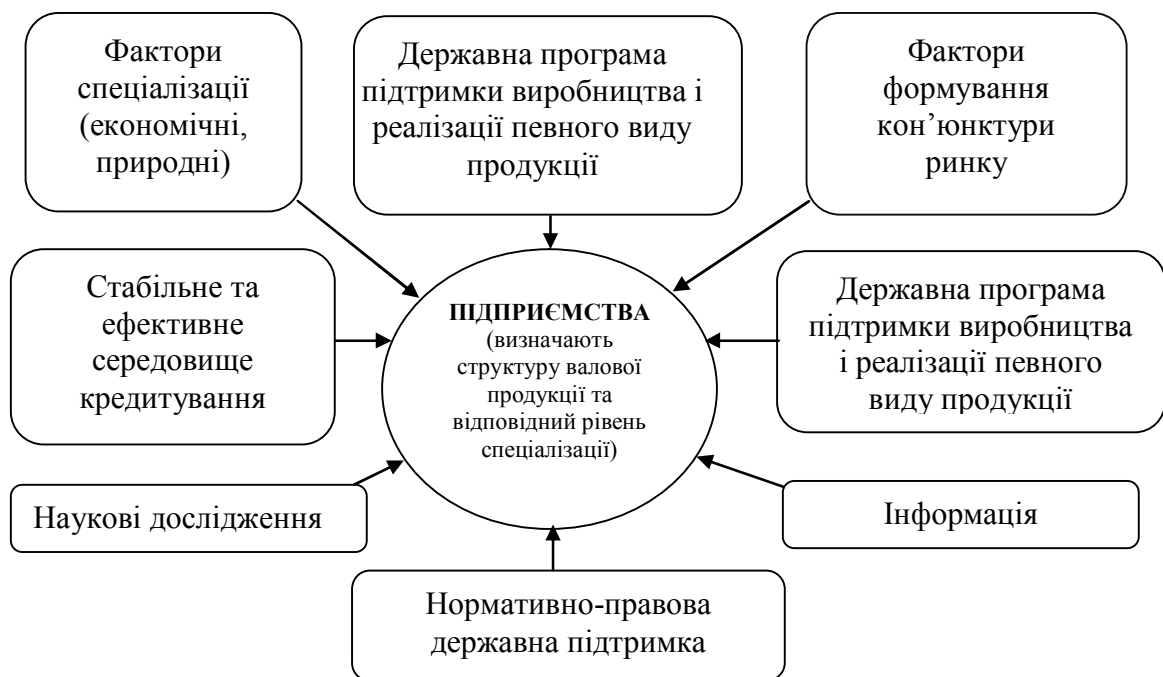 Фактори
спеціалізації
(економічні,
природні)
Державна програма
підтримки виробництва і
реалізації певного виду
продукції
Фактори
формування
кон’юнктури
ринку
Стабільне та
ефективне
середовище
кредитування
ПІДПРИЄМСТВА
(визначають
структуру валової
продукції та
відповідний рівень
спеціалізації)
Державна програма
підтримки виробництва
і реалізації певного
виду продукції
Наукові дослідження
Інформація
Нормативно-правова
державна підтримка